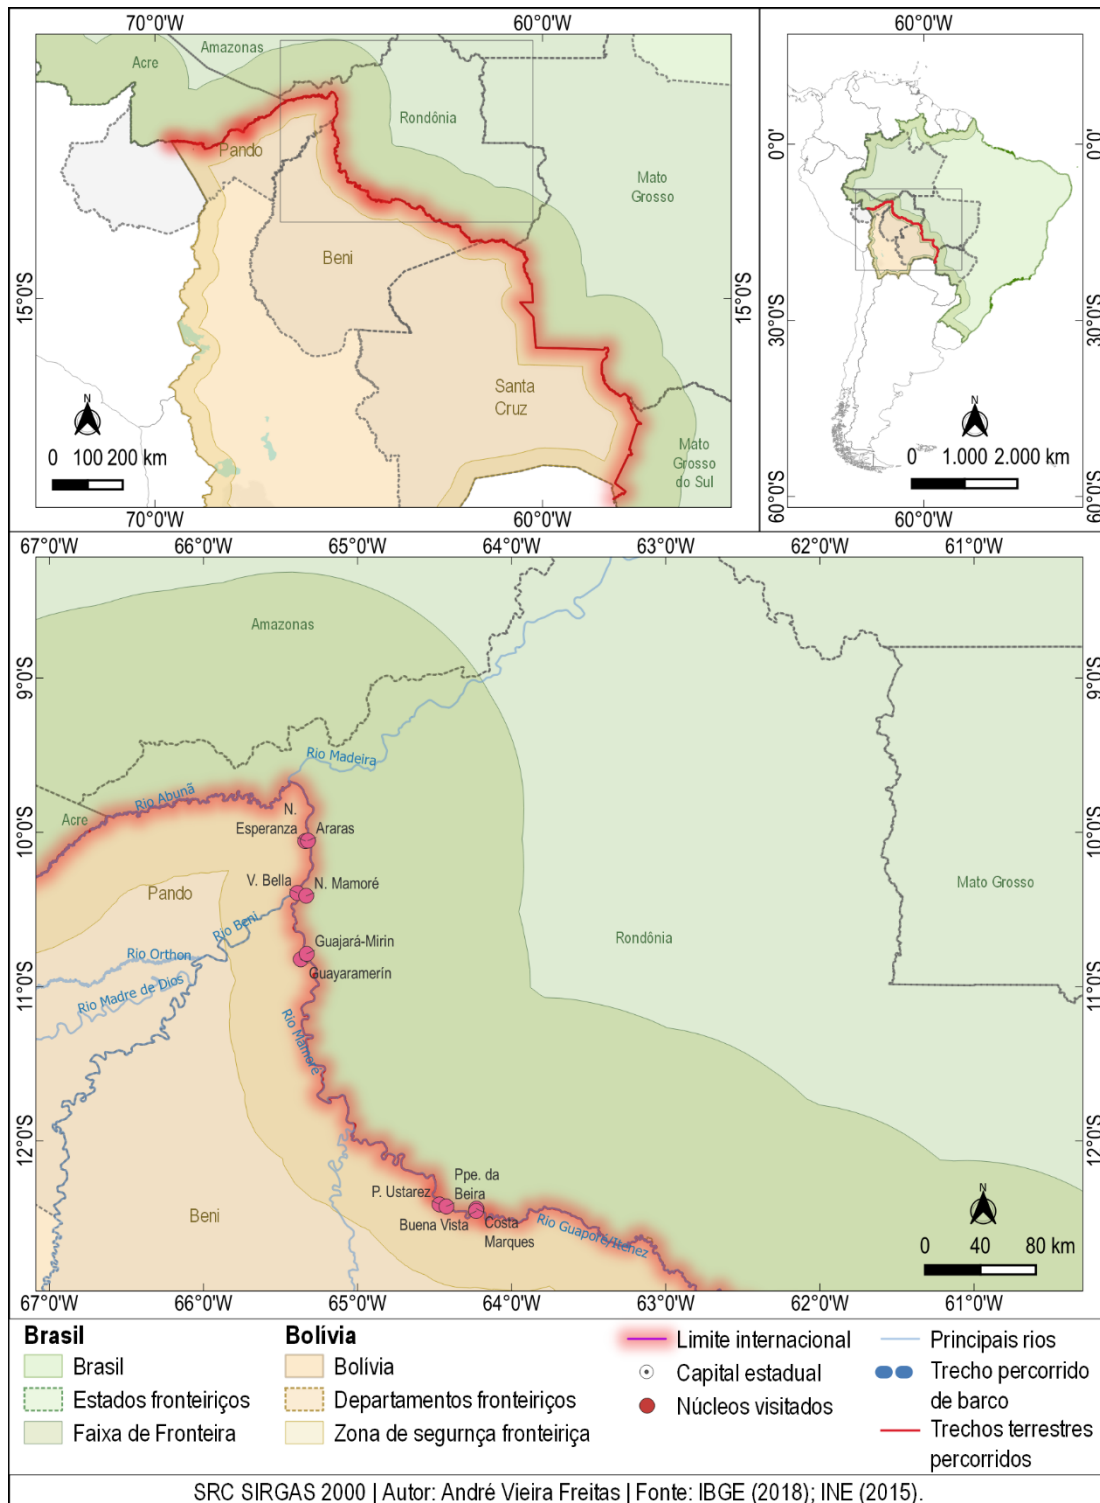 70°0'W
60°0'W
Amazonas
Acre
Rondônia
Pando
Mato
Grosso
Beni
15°0'S
15°0'S
Santa
Cruz
Mato
Grosso
do Sul
N
0 100 200 km
70°0'W
60°0'W
60°0'W
0°0'
0°0'
30°0'S
30°0'S
N
0 1.000 2.000 km
60°0'S
60°0'S
60°0'W
67°0'W 66°0'W 65°0'W 64°0'W 63°0'W 62°0'W 61°0'W
Amazonas
9°0'S
9°0'S
Rio Madeira
Rio Abunã
Acre
N.
Esperanza
Araras
10°0'S
10°0'S
V. Bella
N. Mamoré
Pando
Mato Grosso
Rio Beni
Guajará-Mirin
Rondônia
Rio Orthon
Guayaramerín
Rio Madre de Dios
11°0'S
11°0'S
Rio Mamoré
12°0'S
12°0'S
Ppe. da
Beira
P. Ustarez
Beni
Buena Vista
Costa
Marques
Rio Guaporé/Iténez
N
0 40 80 km
67°0'W 66°0'W 65°0'W 64°0'W 63°0'W 62°0'W 61°0'W
Brasil
Brasil
Estados fronteiriços
Faixa de Fronteira
Bolívia
Bolívia
Departamentos fronteiriços
Zona de segurnça fronteiriça
Limite internacional
Capital estadual
Núcleos visitados
Principais rios
Trecho percorrido
de barco
Trechos terrestres
percorridos
SRC SIRGAS 2000 | Autor: André Vieira Freitas | Fonte: IBGE (2018); INE (2015).